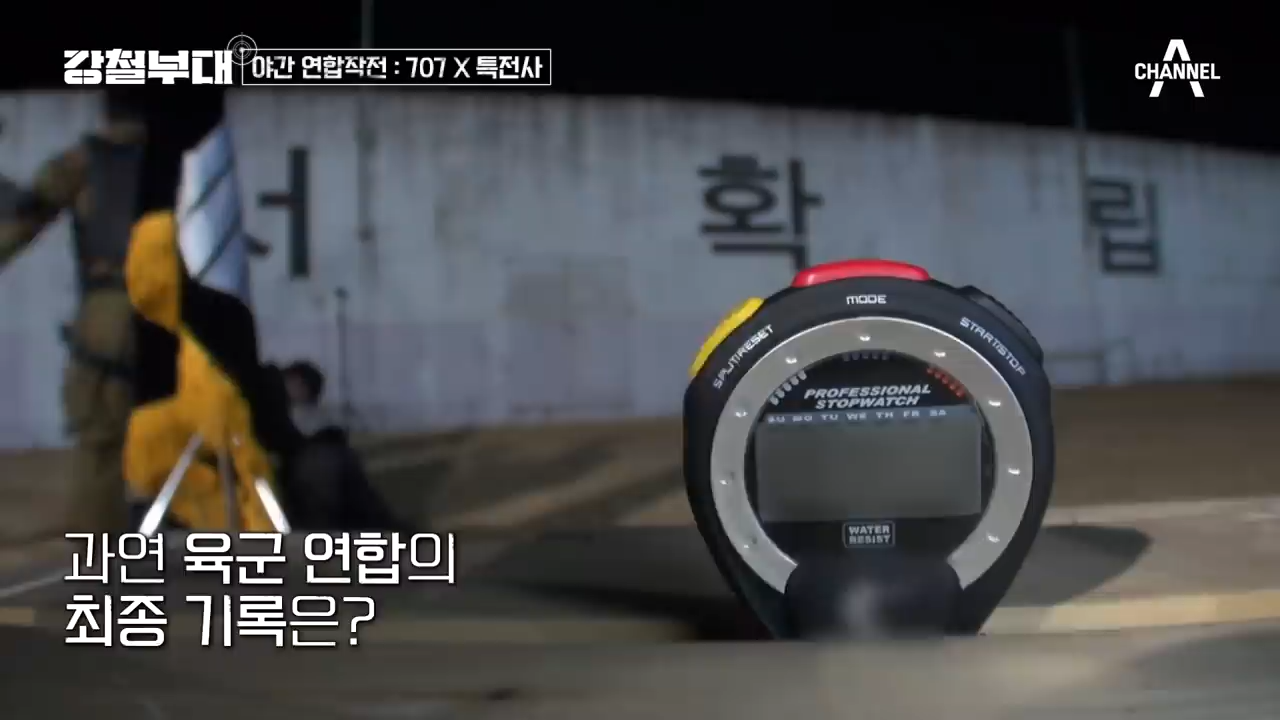 강철부대
야간 연합작전 : 707 X 특전사
CHANNEL A
서 확 립
MODE
SPLIT/RESET
START/STOP
PROFESSIONAL
STOPWATCH
SU MO TU WE TH FR SA
WATER
RESIST
과연 육군 연합의
최종 기록은?